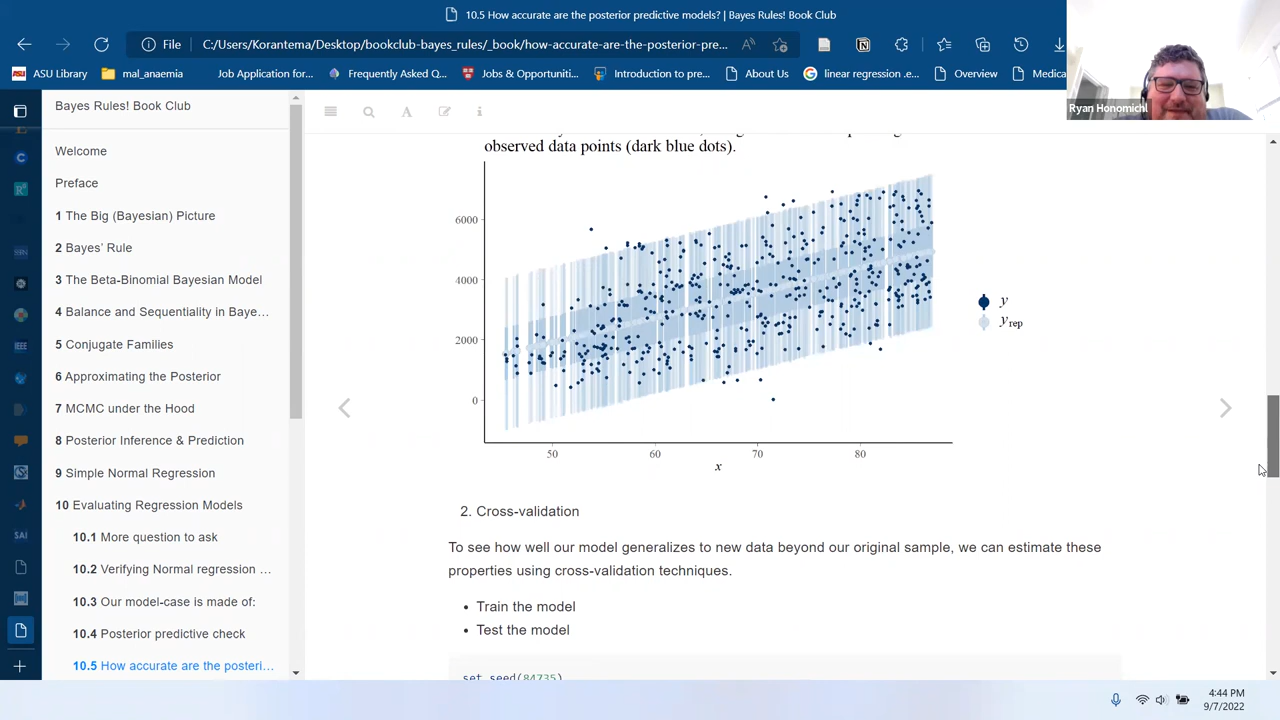 10.5 How accurate are the posterior predictive models? | Bayes Rules! Book Club
File
C:/Users/Korantema/Desktop/bookclub-bayes_rules/_book/how-accurate-are-the-posterior-pre...
ASU Library
mal_anaemia
Job Application for...
Frequently Asked Q...
Jobs & Opportuniti...
Introduction to pre...
About Us
linear regression .e...
Overview
Medica
Ryan Honomichl
Bayes Rules! Book Club
Welcome
Preface
1 The Big (Bayesian) Picture
2 Bayes' Rule
3 The Beta-Binomial Bayesian Model
4 Balance and Sequentiality in Baye...
5 Conjugate Families
6 Approximating the Posterior
7 MCMC under the Hood
8 Posterior Inference & Prediction
9 Simple Normal Regression
10 Evaluating Regression Models
10.1 More question to ask
10.2 Verifying Normal regression ...
10.3 Our model-case is made of:
10.4 Posterior predictive check
10.5 How accurate are the posteri...
observed data points (dark blue dots).
6000
4000
2000
0
50 60 70 80
x
y
y rep
2. Cross-validation
To see how well our model generalizes to new data beyond our original sample, we can estimate these
properties using cross-validation techniques.
• Train the model
• Test the model
set.seed(84735)
4:44 PM
9/7/2022